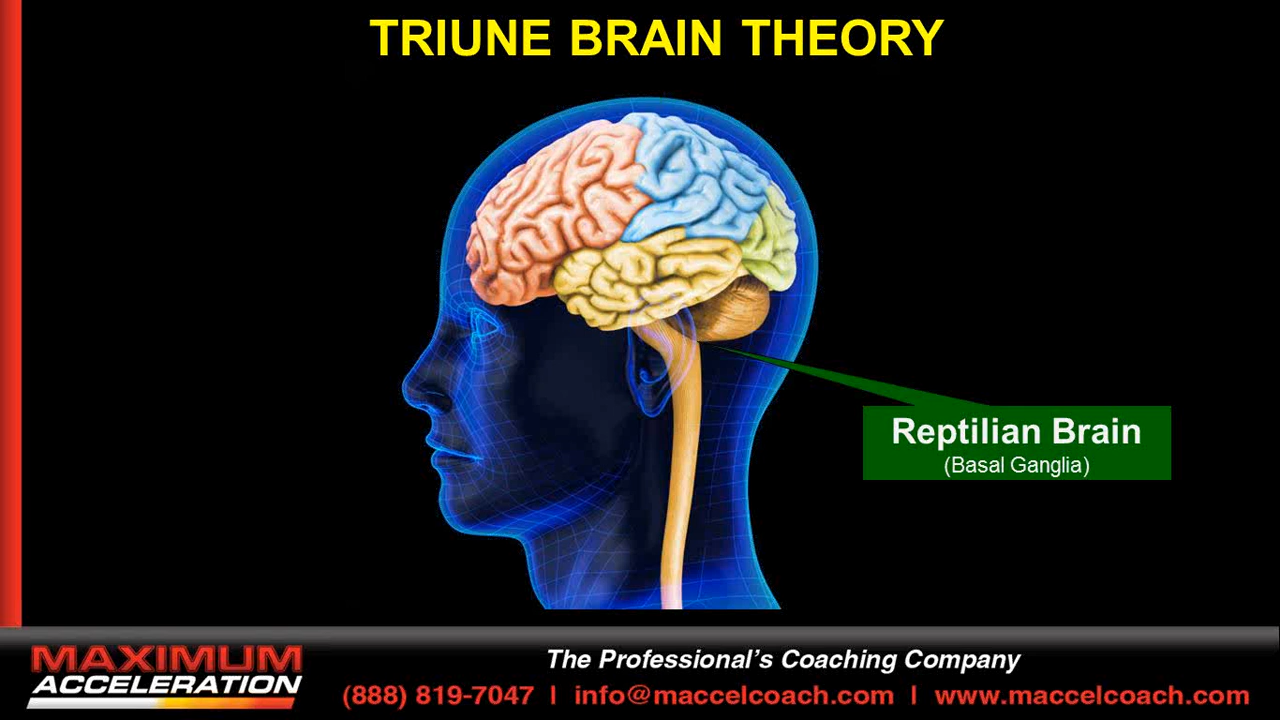 TRIUNE BRAIN THEORY
Reptilian Brain
(Basal Ganglia)
MAXIMUM
ACCELERATION
The Professional's Coaching Company
(888) 819-7047 | info@maccelcoach.com | www.maccelcoach.com